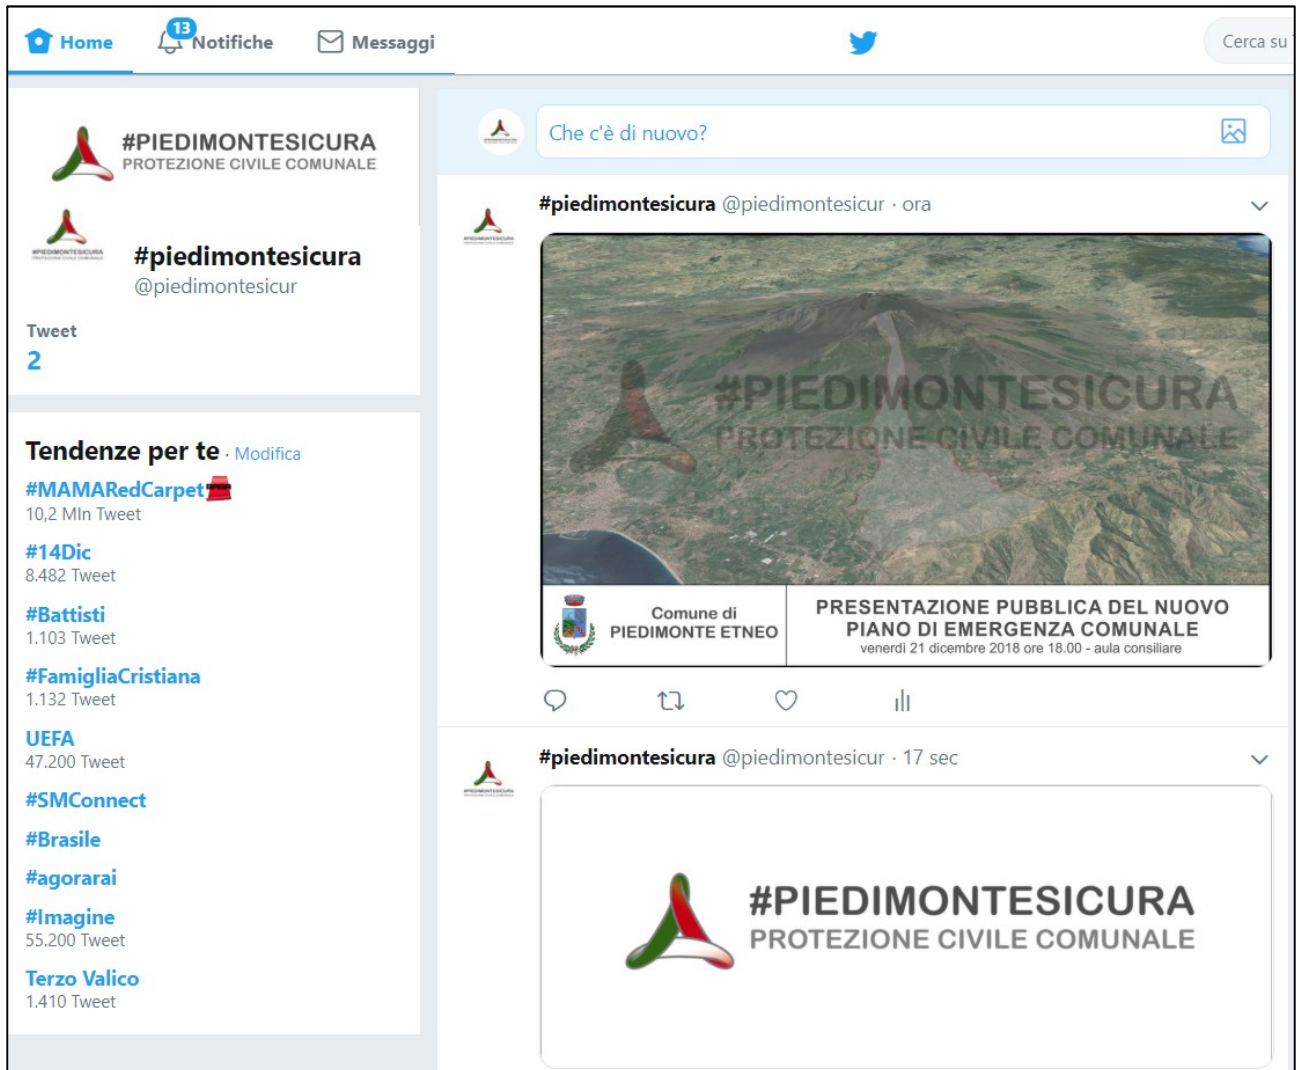 Home
13
Notifiche
Messaggi
Cerca su
#PIEDIMONTESICURA
PROTEZIONE CIVILE COMUNALE
#PIEDIMONTESICURA
PROTEZIONE CIVILE COMUNALE
#piedimontesicura
@piedimontesicur
Tweet
2
Tendenze per te · Modifica
#MAMARedCarpet
10,2 Mln Tweet
#14Dic
8.482 Tweet
#Battisti
1.103 Tweet
#FamigliaCristiana
1.132 Tweet
UEFA
47.200 Tweet
#SMConnect
#Brasile
#agorarai
#Imagine
55.200 Tweet
Terzo Valico
1.410 Tweet
Che c'è di nuovo?
#piedimontesicura @piedimontesicur · ora
#PIEDIMONTESICURA
PROTEZIONE CIVILE COMUNALE
Comune di
PIEDIMONTE ETNEO
PRESENTAZIONE PUBBLICA DEL NUOVO
PIANO DI EMERGENZA COMUNALE
venerdì 21 dicembre 2018 ore 18.00 - aula consiliare
#piedimontesicura @piedimontesicur · 17 sec
#PIEDIMONTESICURA
PROTEZIONE CIVILE COMUNALE